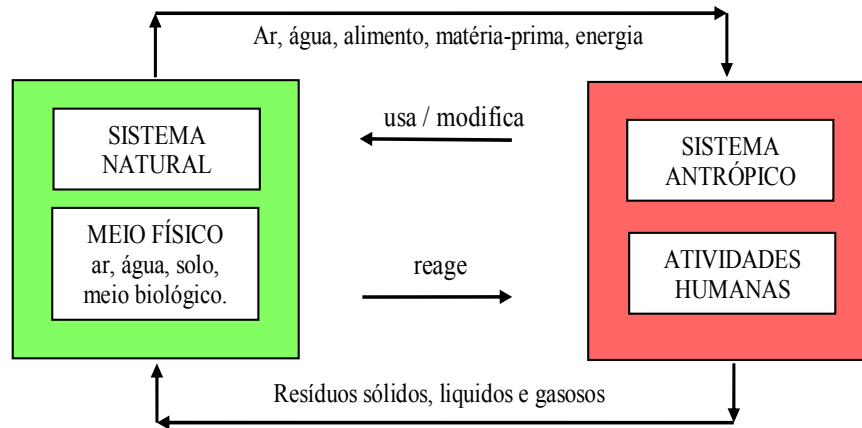 Ar, água, alimento, matéria-prima, energia
SISTEMA
NATURAL
MEIO FÍSICO
ar, água, solo,
meio biológico.
usa / modifica
reage
SISTEMA
ANTRÓPICO
ATIVIDADES
HUMANAS
Resíduos sólidos, liquidos e gasosos